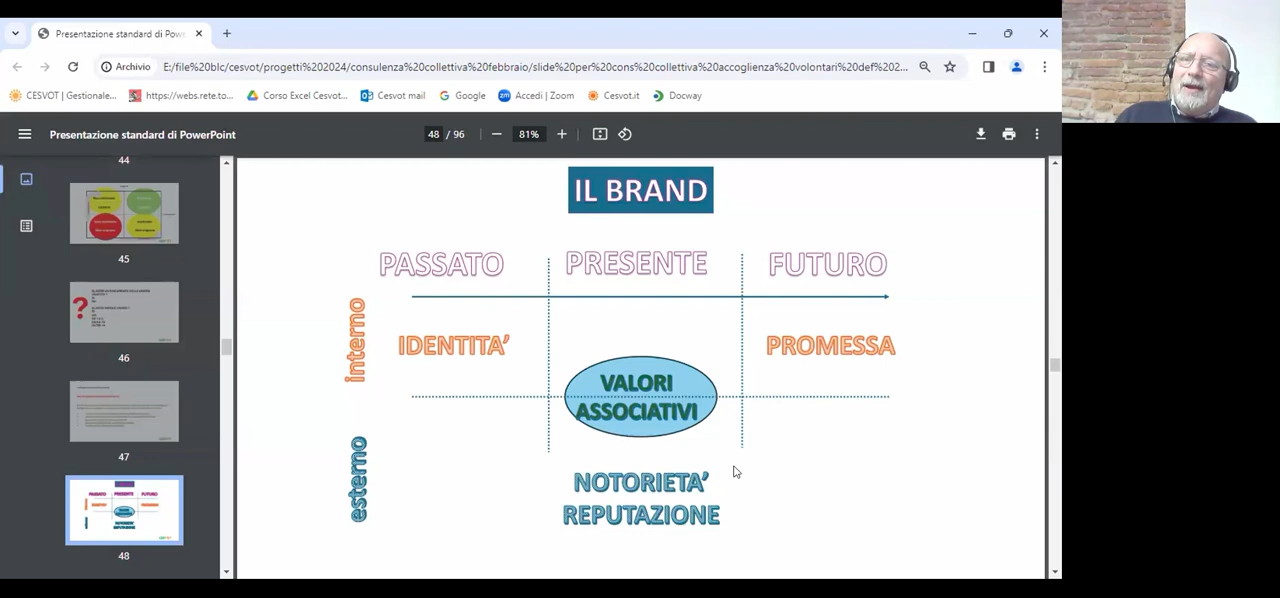 Presentazione standard di Pow
Archivio
E:/file%20blc/cesvot/progetti%202024/consulenza%20collettiva%20febbraio/slide%20per%20cons%20collettiva%20accoglienza%20volontari%20def%202...
CESVOT | Gestionale...
https://webs.rete.to...
Corso Excel Cesvot...
Cesvot mail
Google
Accedi | Zoom
Cesvot.it
Docway
Presentazione standard di PowerPoint
48 / 96
81%
44
45
46
47
48
IL BRAND
PASSATO PRESENTE FUTURO
interno
IDENTITA' PROMESSA
VALORI
ASSOCIATIVI
esterno
NOTORIETA'
REPUTAZIONE